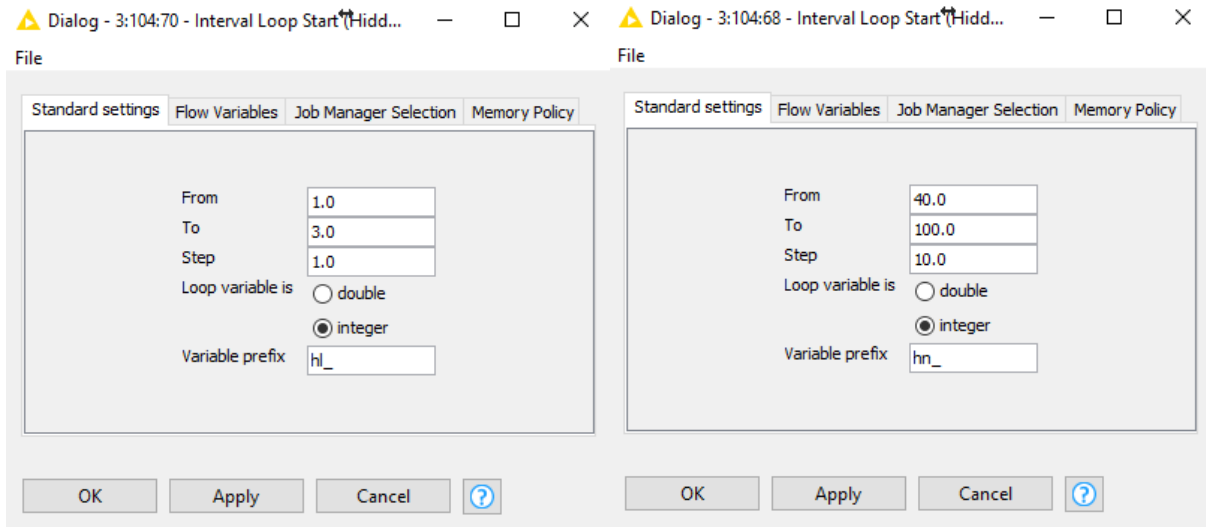 Dialog - 3:104:70 - Interval Loop Start (Hidd...
File
Standard settings Flow Variables Job Manager Selection Memory Policy
From 1.0
To 3.0
Step 1.0
Loop variable is double
integer
Variable prefix hl_
OK Apply Cancel ?
Dialog - 3:104:68 - Interval Loop Start (Hidd...
File
Standard settings Flow Variables Job Manager Selection Memory Policy
From 40.0
To 100.0
Step 10.0
Loop variable is double
integer
Variable prefix hn_
OK Apply Cancel ?